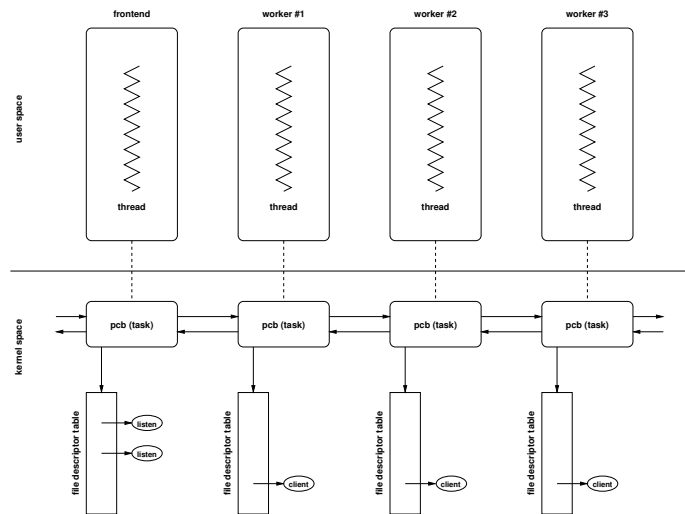 frontend
worker #1
worker #2
worker #3
user space
thread
thread
thread
thread
kernel space
pcb (task)
pcb (task)
pcb (task)
pcb (task)
file descriptor table
listen
listen
file descriptor table
client
file descriptor table
client
file descriptor table
client